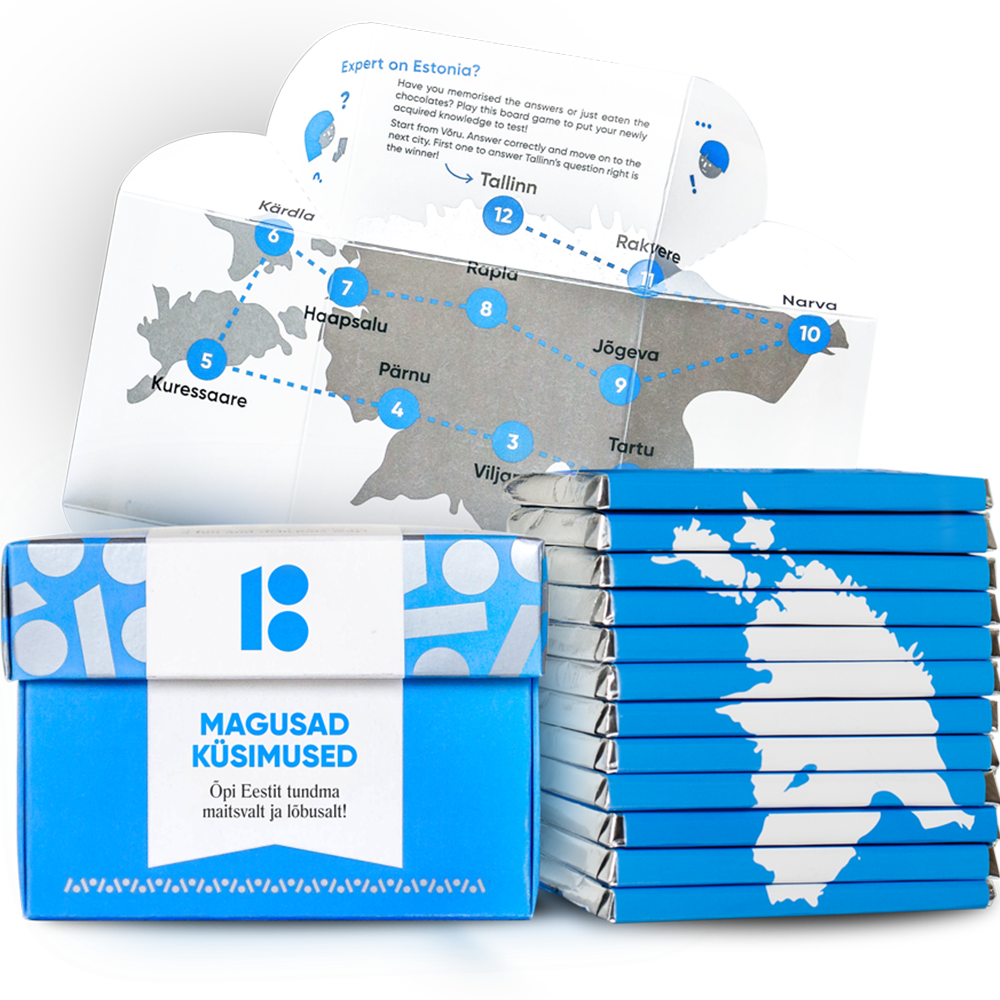 Expert on Estonia?
Have you memorised the answers or just eaten the
chocolates? Play this board game to put your newly
acquired knowledge to test!
Start from Võru. Answer correctly and move on to the
next city. First one to answer Tallinn's question right is
the winner!
?
?
...
!
Tallinn
12
Kärdla
6
Rakvere
11
Rapla
Narva
7
8
10
Haapsalu
Jõgeva
5
9
Pärnu
Kuressaare
4
3
Tartu
18
MAGUSAD
KÜSIMUSED
Õpi Eestit tundma
maitsvalt ja lõbusalt!